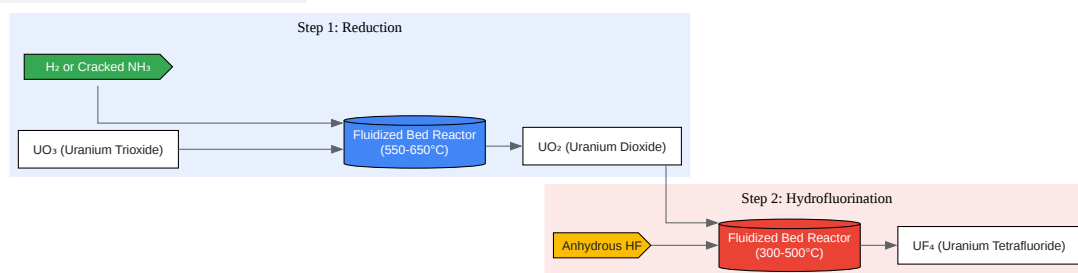 Step 1: Reduction
H₂ or Cracked NH₃
UO₃ (Uranium Trioxide)
Fluidized Bed Reactor
(550-650°C)
UO₂ (Uranium Dioxide)
Step 2: Hydrofluorination
Anhydrous HF
Fluidized Bed Reactor
(300-500°C)
UF₄ (Uranium Tetrafluoride)